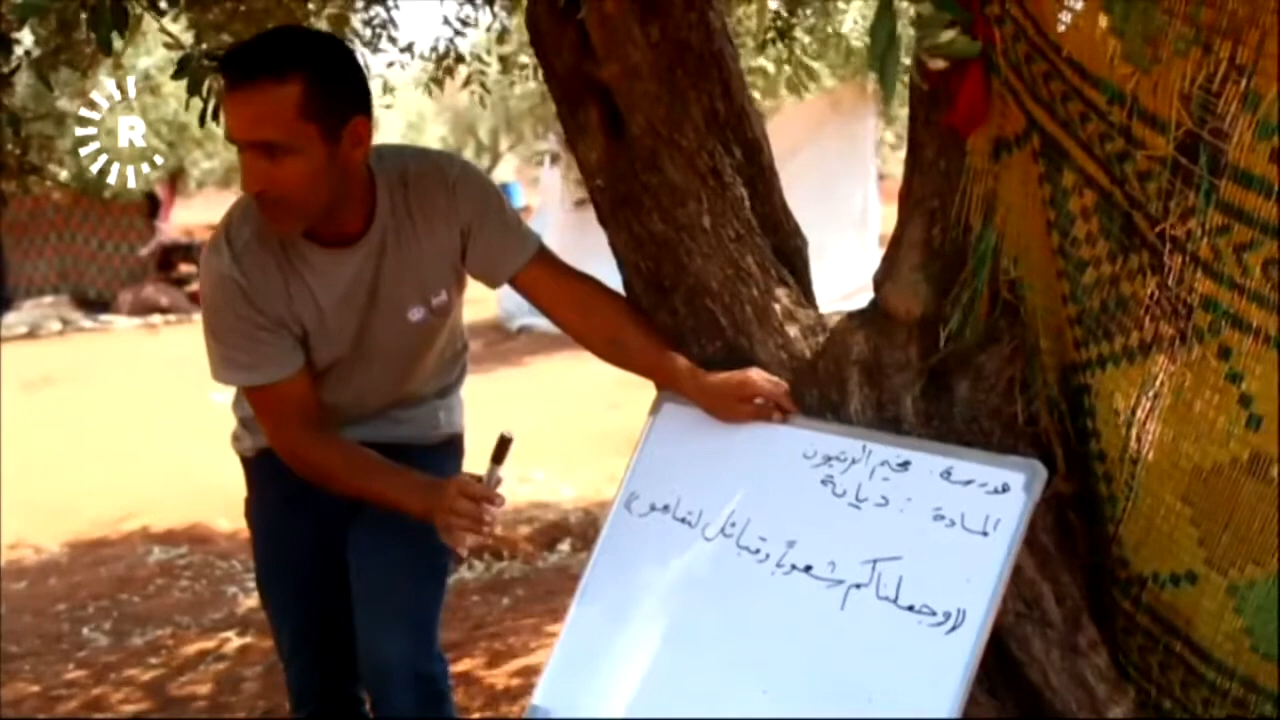 R
مدرسة: مخيم الزيتون
المادة: ديانة
((وجعلناكم شعوباً وقبائل لتعارفو))